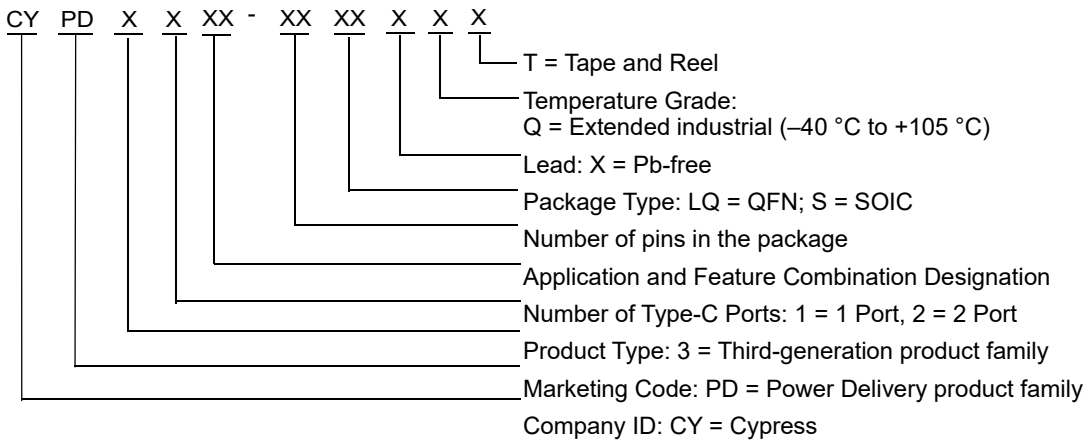 CY PD X X XX - XX XX X X X
T = Tape and Reel
Temperature Grade:
Q = Extended industrial (–40 °C to +105 °C)
Lead: X = Pb-free
Package Type: LQ = QFN; S = SOIC
Number of pins in the package
Application and Feature Combination Designation
Number of Type-C Ports: 1 = 1 Port, 2 = 2 Port
Product Type: 3 = Third-generation product family
Marketing Code: PD = Power Delivery product family
Company ID: CY = Cypress